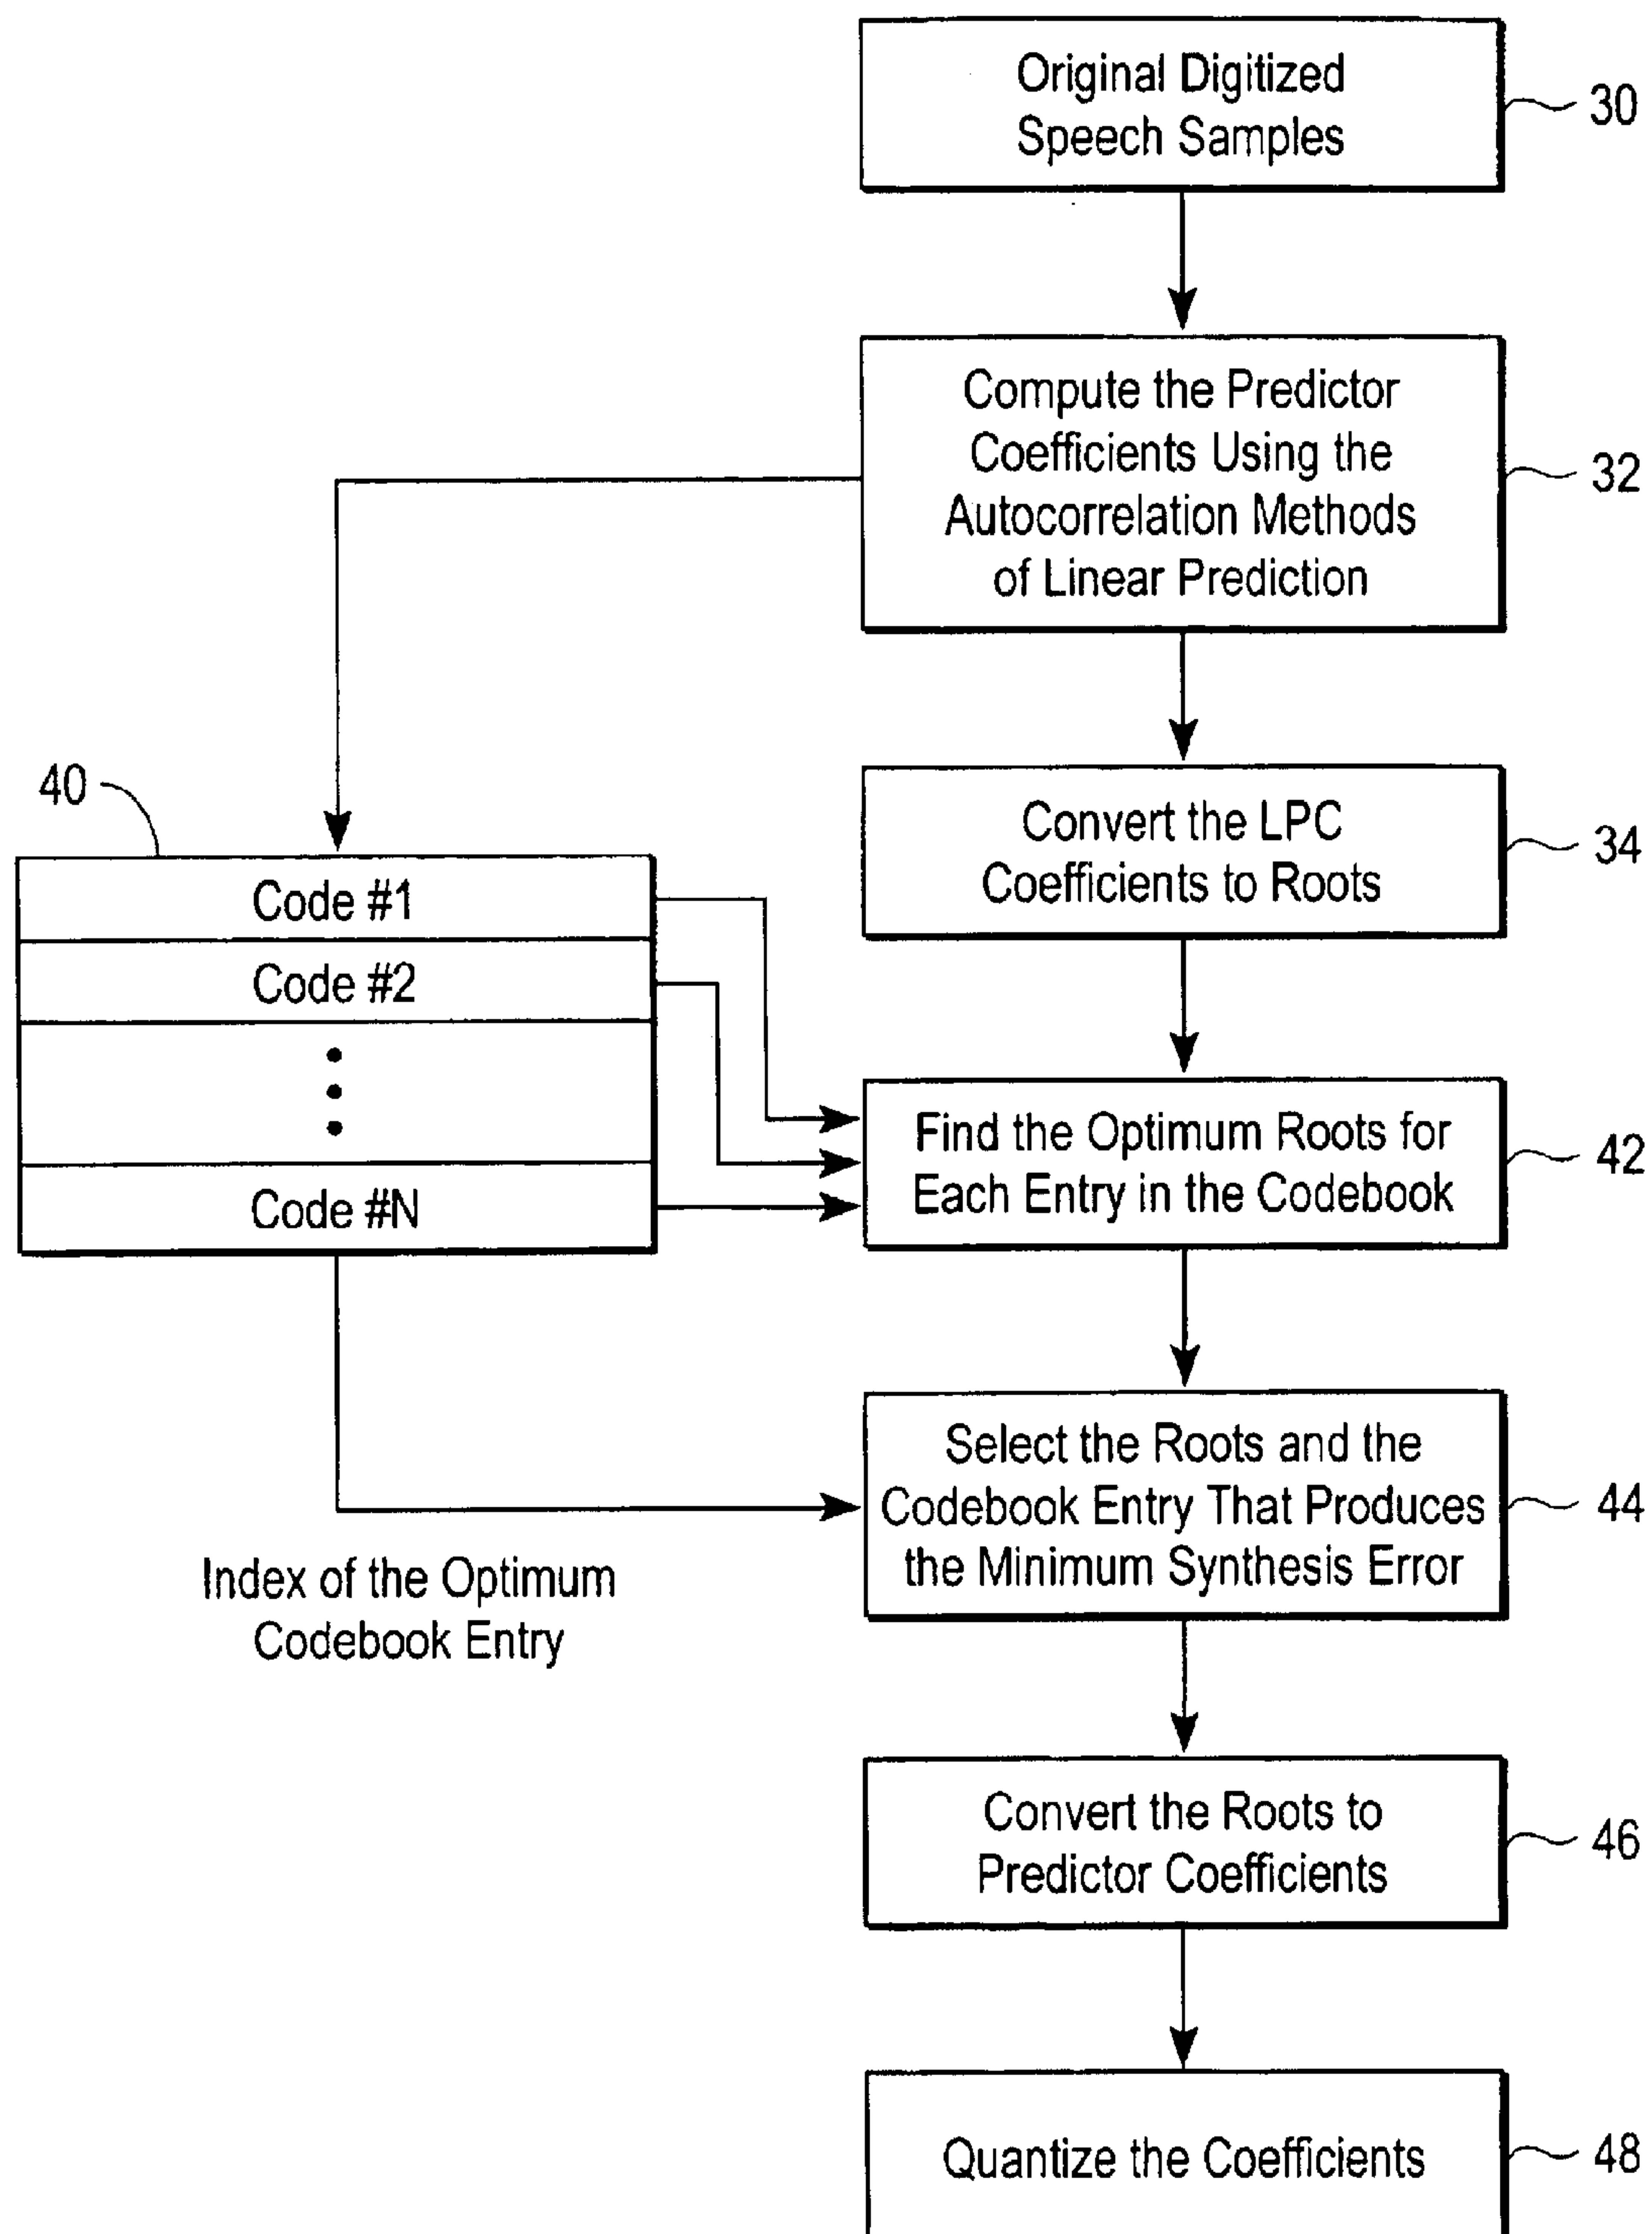 Original Digitized
Speech Samples
30
Compute the Predictor
Coefficients Using the
Autocorrelation Methods
of Linear Prediction
32
Convert the LPC
Coefficients to Roots
34
40
Code #1
Code #2
Code #N
Find the Optimum Roots for
Each Entry in the Codebook
42
Select the Roots and the
Codebook Entry That Produces
the Minimum Synthesis Error
44
Index of the Optimum
Codebook Entry
Convert the Roots to
Predictor Coefficients
46
Quantize the Coefficients
48